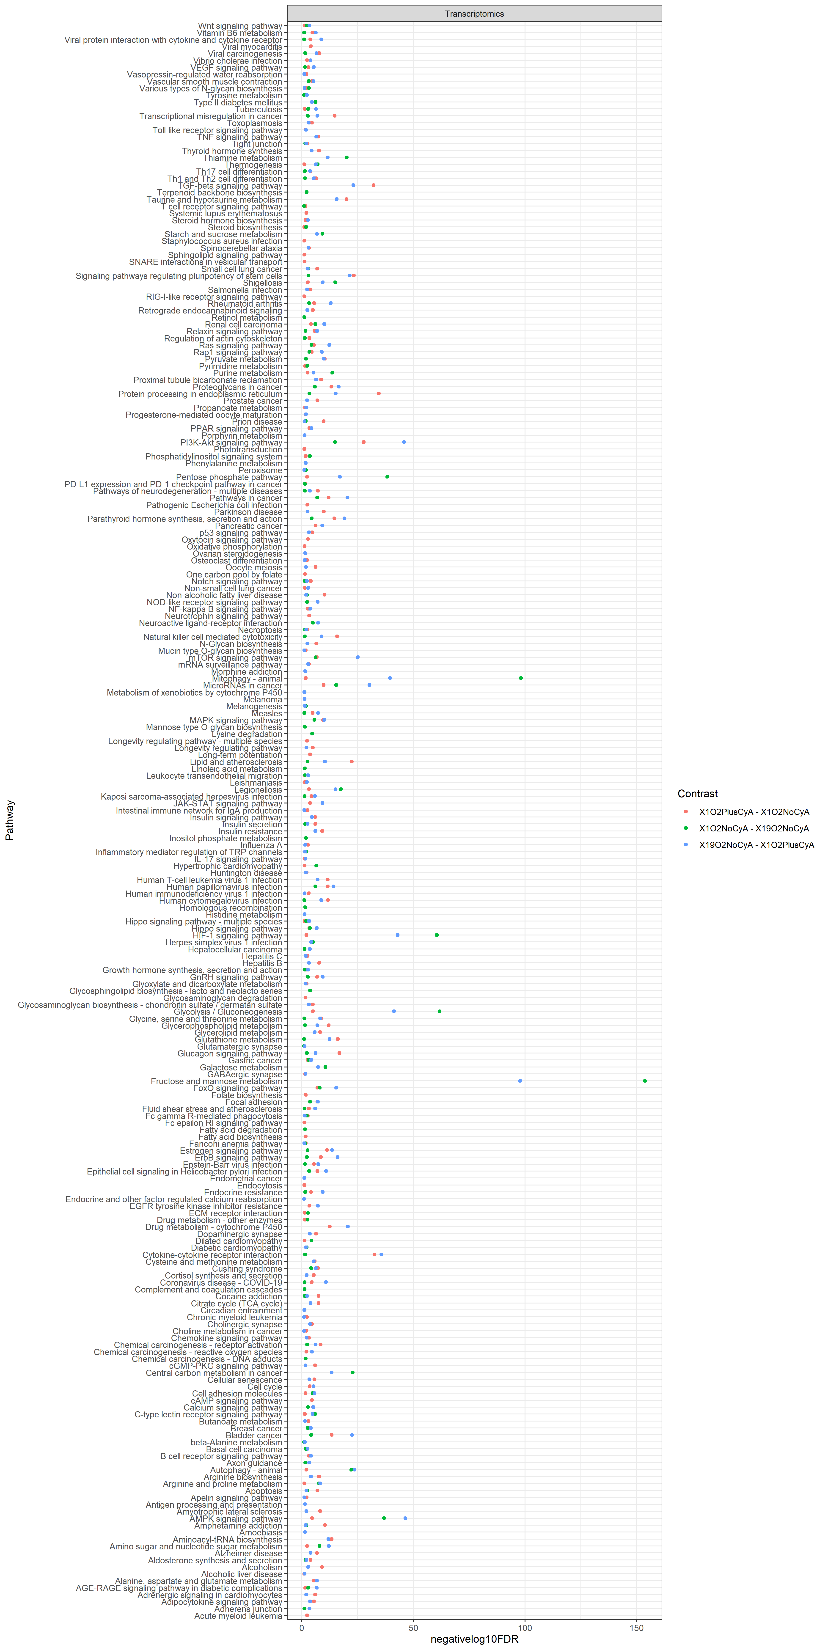 Transcriptomics
Wnt signaling pathway
Vitamin B6 metabolism
Viral protein interaction with cytokine and cytokine receptor
Viral myocarditis
Viral carcinogenesis
Vibrio cholerae infection
VEGF signaling pathway
Vasopressin-regulated water reabsorption
Vascular smooth muscle contraction
Various types of N-glycan biosynthesis
Tyrosine metabolism
Type II diabetes mellitus
Tuberculosis
Transcriptional misregulation in cancer
Toxoplasmosis
Toll like receptor signaling pathway
TNF signaling pathway
Tight junction
Thyroid hormone synthesis
Thiamine metabolism
Thermogenesis
Th17 cell differentiation
Th1 and Th2 cell differentiation
TGF-beta signaling pathway
Terpenoid backbone biosynthesis
Taurine and hypotaurine metabolism
T cell receptor signaling pathway
Systemic lupus erythematosus
Steroid hormone biosynthesis
Steroid biosynthesis
Starch and sucrose metabolism
Staphylococcus aureus infection
Spinocerebellar ataxia
Sphingolipid signaling pathway
SNARE interactions in vesicular transport
Small cell lung cancer
Signaling pathways regulating pluripotency of stem cells
Shigellosis
Salmonella infection
RIG-I-like receptor signaling pathway
Rheumatoid arthritis
Retrograde endocannabinoid signaling
Retinol metabolism
Renal cell carcinoma
Relaxin signaling pathway
Regulation of actin cytoskeleton
Ras signaling pathway
Rap1 signaling pathway
Pyruvate metabolism
Pyrimidine metabolism
Purine metabolism
Proximal tubule bicarbonate reclamation
Proteoglycans in cancer
Protein processing in endoplasmic reticulum
Prostate cancer
Propanoate metabolism
Progesterone-mediated oocyte maturation
Prion disease
PPAR signaling pathway
Porphyrin metabolism
PI3K-Akt signaling pathway
Phototransduction
Phosphatidylinositol signaling system
Phenylalanine metabolism
Peroxisome
Pentose phosphate pathway
PD L1 expression and PD 1 checkpoint pathway in cancer
Pathways of neurodegeneration - multiple diseases
Pathways in cancer
Pathogenic Escherichia coli infection
Parkinson disease
Parathyroid hormone synthesis, secretion and action
Pancreatic cancer
p53 signaling pathway
Oxytocin signaling pathway
Oxidative phosphorylation
Ovarian steroidogenesis
Osteoclast differentiation
Oocyte meiosis
One carbon pool by folate
Notch signaling pathway
Non small cell lung cancer
Non alcoholic fatty liver disease
NOD like receptor signaling pathway
NF kappa B signaling pathway
Neurotrophin signaling pathway
Neuroactive ligand-receptor interaction
Necroptosis
Natural killer cell mediated cytotoxicity
N-Glycan biosynthesis
Mucin type O-glycan biosynthesis
mTOR signaling pathway
mRNA surveillance pathway
Morphine addiction
Mitophagy - animal
MicroRNAs in cancer
Metabolism of xenobiotics by cytochrome P450
Melanoma
Melanogenesis
Measles
MAPK signaling pathway
Mannose type O glycan biosynthesis
Lysine degradation
Longevity regulating pathway - multiple species
Longevity regulating pathway
Long-term potentiation
Lipid and atherosclerosis
Linoleic acid metabolism
Leukocyte transendothelial migration
Leishmaniasis
Legionellosis
Kaposi sarcoma-associated herpesvirus infection
JAK-STAT signaling pathway
Intestinal immune network for IgA production
Insulin signaling pathway
Insulin secretion
Insulin resistance
Inositol phosphate metabolism
Influenza A
Inflammatory mediator regulation of TRP channels
IL 17 signaling pathway
Huntington disease
Hypertrophic cardiomyopathy
Human T-cell leukemia virus 1 infection
Human papillomavirus infection
Human immunodeficiency virus 1 infection
Human cytomegalovirus infection
Homologous recombination
Histidine metabolism
Hippo signaling pathway - multiple species
Hippo signaling pathway
HIF-1 signaling pathway
Herpes simplex virus 1 infection
Hepatocellular carcinoma
Hepatitis C
Hepatitis B
Growth hormone synthesis, secretion and action
GnRH signaling pathway
Glyoxylate and dicarboxylate metabolism
Glycosphingolipid biosynthesis - lacto and neolacto series
Glycosaminoglycan degradation
Glycosaminoglycan biosynthesis - chondroitin sulfate / dermatan sulfate
Glycolysis / Gluconeogenesis
Glycine, serine and threonine metabolism
Glycerophospholipid metabolism
Glycerolipid metabolism
Glutathione metabolism
Glutamatergic synapse
Glucagon signaling pathway
Gastric cancer
Galactose metabolism
GABAergic synapse
Fructose and mannose metabolism
FoxO signaling pathway
Folate biosynthesis
Focal adhesion
Fluid shear stress and atherosclerosis
Fc gamma R-mediated phagocytosis
Fc epsilon RI signaling pathway
Fatty acid degradation
Fatty acid biosynthesis
Fanconi anemia pathway
Estrogen signaling pathway
ErbB signaling pathway
Epstein-Barr virus infection
Epithelial cell signaling in Helicobacter pylori infection
Endometrial cancer
Endocytosis
Endocrine resistance
Endocrine and other factor regulated calcium reabsorption
EGFR tyrosine kinase inhibitor resistance
ECM receptor interaction
Drug metabolism - other enzymes
Drug metabolism - cytochrome P450
Dopaminergic synapse
Dilated cardiomyopathy
Diabetic cardiomyopathy
Cytokine-cytokine receptor interaction
Cysteine and methionine metabolism
Cushing syndrome
Cortisol synthesis and secretion
Coronavirus disease - COVID-19
Complement and coagulation cascades
Cocaine addiction
Citrate cycle (TCA cycle)
Circadian entrainment
Chronic myeloid leukemia
Cholinergic synapse
Choline metabolism in cancer
Chemokine signaling pathway
Chemical carcinogenesis - receptor activation
Chemical carcinogenesis - reactive oxygen species
Chemical carcinogenesis - DNA adducts
cGMP-PKG signaling pathway
Central carbon metabolism in cancer
Cellular senescence
Cell cycle
Cell adhesion molecules
cAMP signaling pathway
Calcium signaling pathway
C-type lectin receptor signaling pathway
Butanoate metabolism
Breast cancer
Bladder cancer
beta-Alanine metabolism
Basal cell carcinoma
B cell receptor signaling pathway
Axon guidance
Autophagy - animal
Arginine biosynthesis
Arginine and proline metabolism
Apoptosis
Apelin signaling pathway
Antigen processing and presentation
Amyotrophic lateral sclerosis
AMPK signaling pathway
Amphetamine addiction
Amoebiasis
Aminoacyl-tRNA biosynthesis
Amino sugar and nucleotide sugar metabolism
Alzheimer disease
Aldosterone synthesis and secretion
Alcoholism
Alcoholic liver disease
Alanine, aspartate and glutamate metabolism
AGE RAGE signaling pathway in diabetic complications
Adrenergic signaling in cardiomyocytes
Adipocytokine signaling pathway
Adherens junction
Acute myeloid leukemia
0 50 100 150
negativelog10FDR
Pathway
Contrast
X1O2PlusCyA - X1O2NoCyA
X1O2NoCyA - X19O2NoCyA
X19O2NoCyA - X1O2PlusCyA